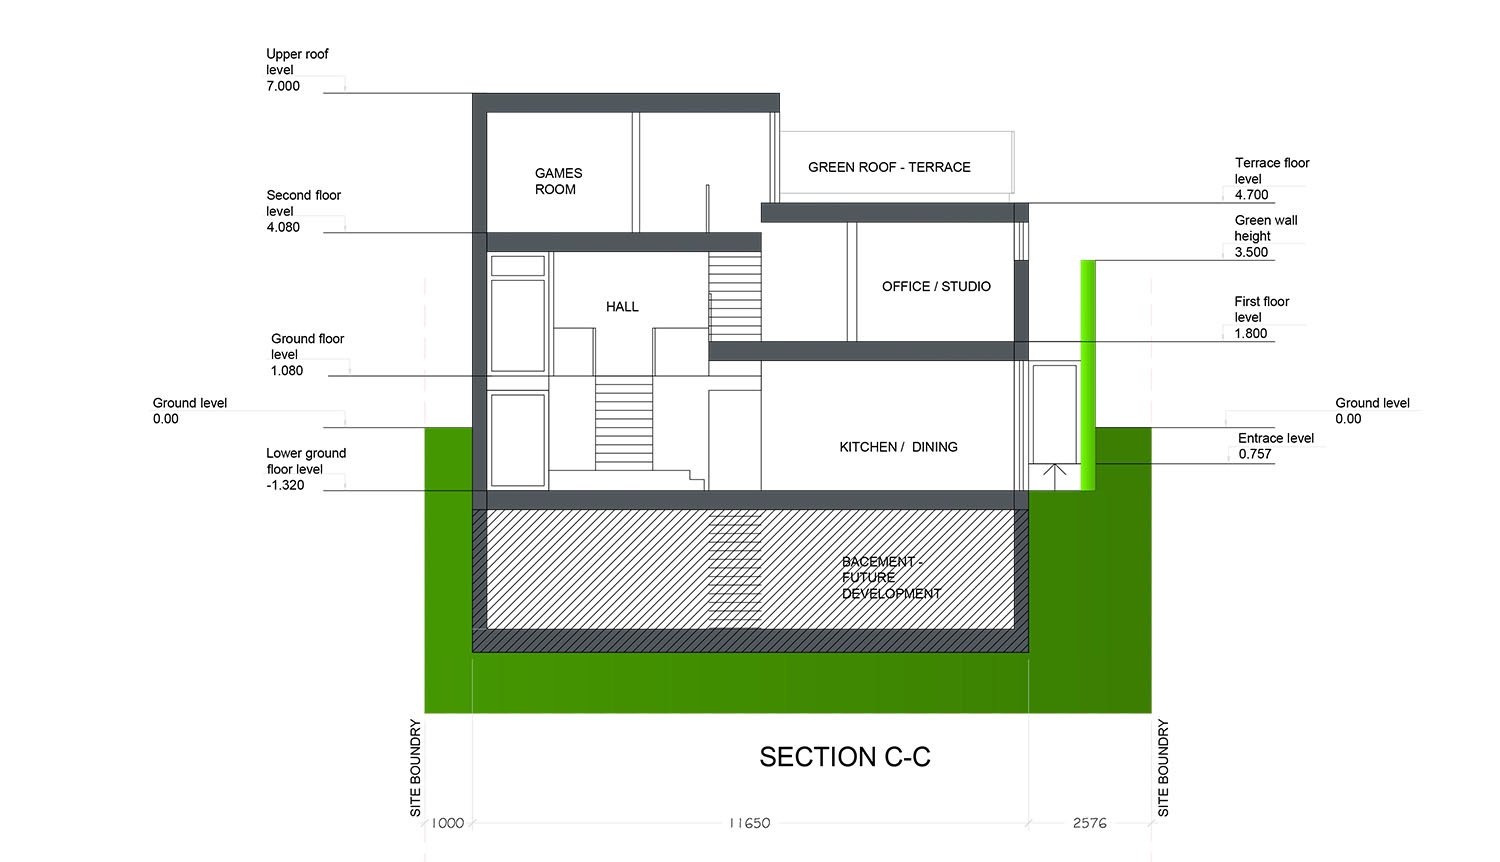 Upper roof
level
7.000
Second floor
level
4.080
Ground floor
level
1.080
Ground level
0.00
Lower ground
floor level
-1.320
GAMES
ROOM
GREEN ROOF - TERRACE
HALL
OFFICE / STUDIO
KITCHEN /  DINING
BACEMENT -
FUTURE
DEVELOPMENT
Terrace floor
level
4.700
Green wall
height
3.500
First floor
level
1.800
Ground level
0.00
Entrace level
0.757
SITE BOUNDRY
SITE BOUNDRY
SECTION C-C
1000
11650
2576